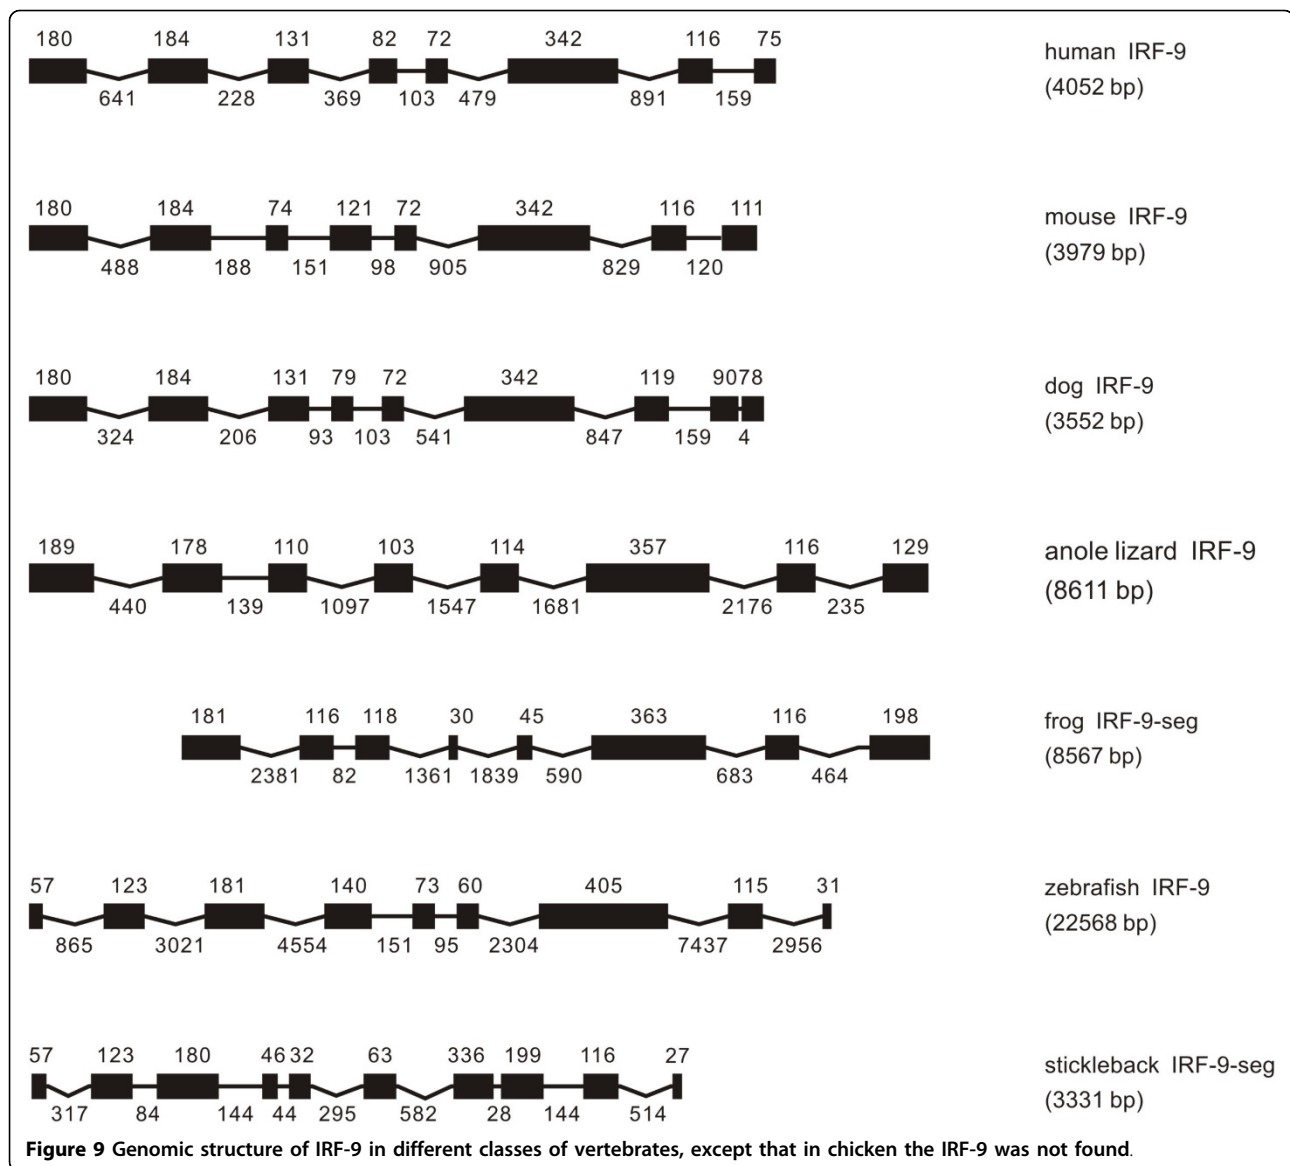 180 184 131 82 72 342 116 75
human IRF-9
641 228 369 103 479 891 159
(4052 bp)
180 184 74 121 72 342 116 111
mouse IRF-9
488 188 151 98 905 829 120
(3979 bp)
180 184 131 79 72 342 119 90 78
dog IRF-9
324 206 93 103 541 847 159 4
(3552 bp)
189 178 110 103 114 357 116 129
anole lizard IRF-9
440 139 1097 1547 1681 2176 235
(8611 bp)
181 116 118 30 45 363 116 198
frog IRF-9-seg
2381 82 1361 1839 590 683 464
(8567 bp)
57 123 181 140 73 60 405 115 31
zebrafish IRF-9
865 3021 4554 151 95 2304 7437 2956
(22568 bp)
57 123 180 46 32 63 336 199 116 27
stickleback IRF-9-seg
317 84 144 44 295 582 28 144 514
(3331 bp)
Figure 9 Genomic structure of IRF-9 in different classes of vertebrates, except that in chicken the IRF-9 was not found.